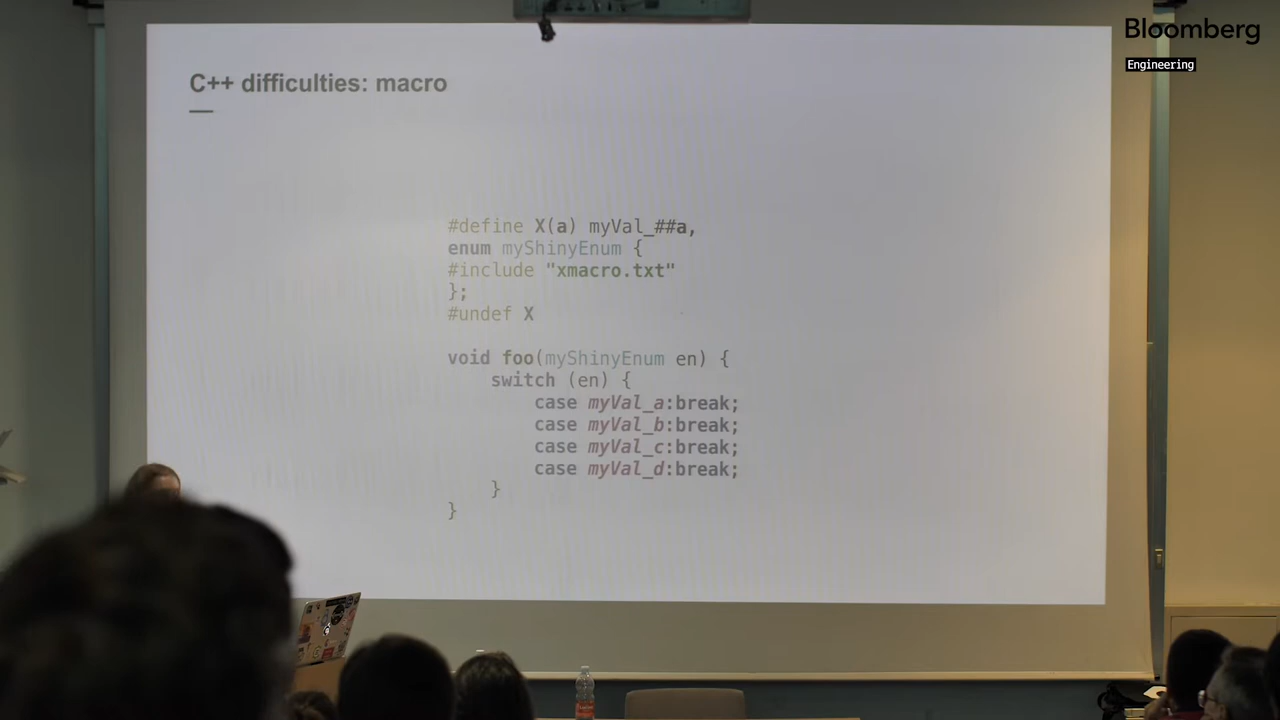 Bloomberg
Engineering
C++ difficulties: macro
#define X(a) myVal_##a,
enum myShinyEnum {
#include "xmacro.txt"
};
#undef X
void foo(myShinyEnum en) {
switch (en) {
case myVal_a:break;
case myVal_b:break;
case myVal_c:break;
case myVal_d:break;
}
}